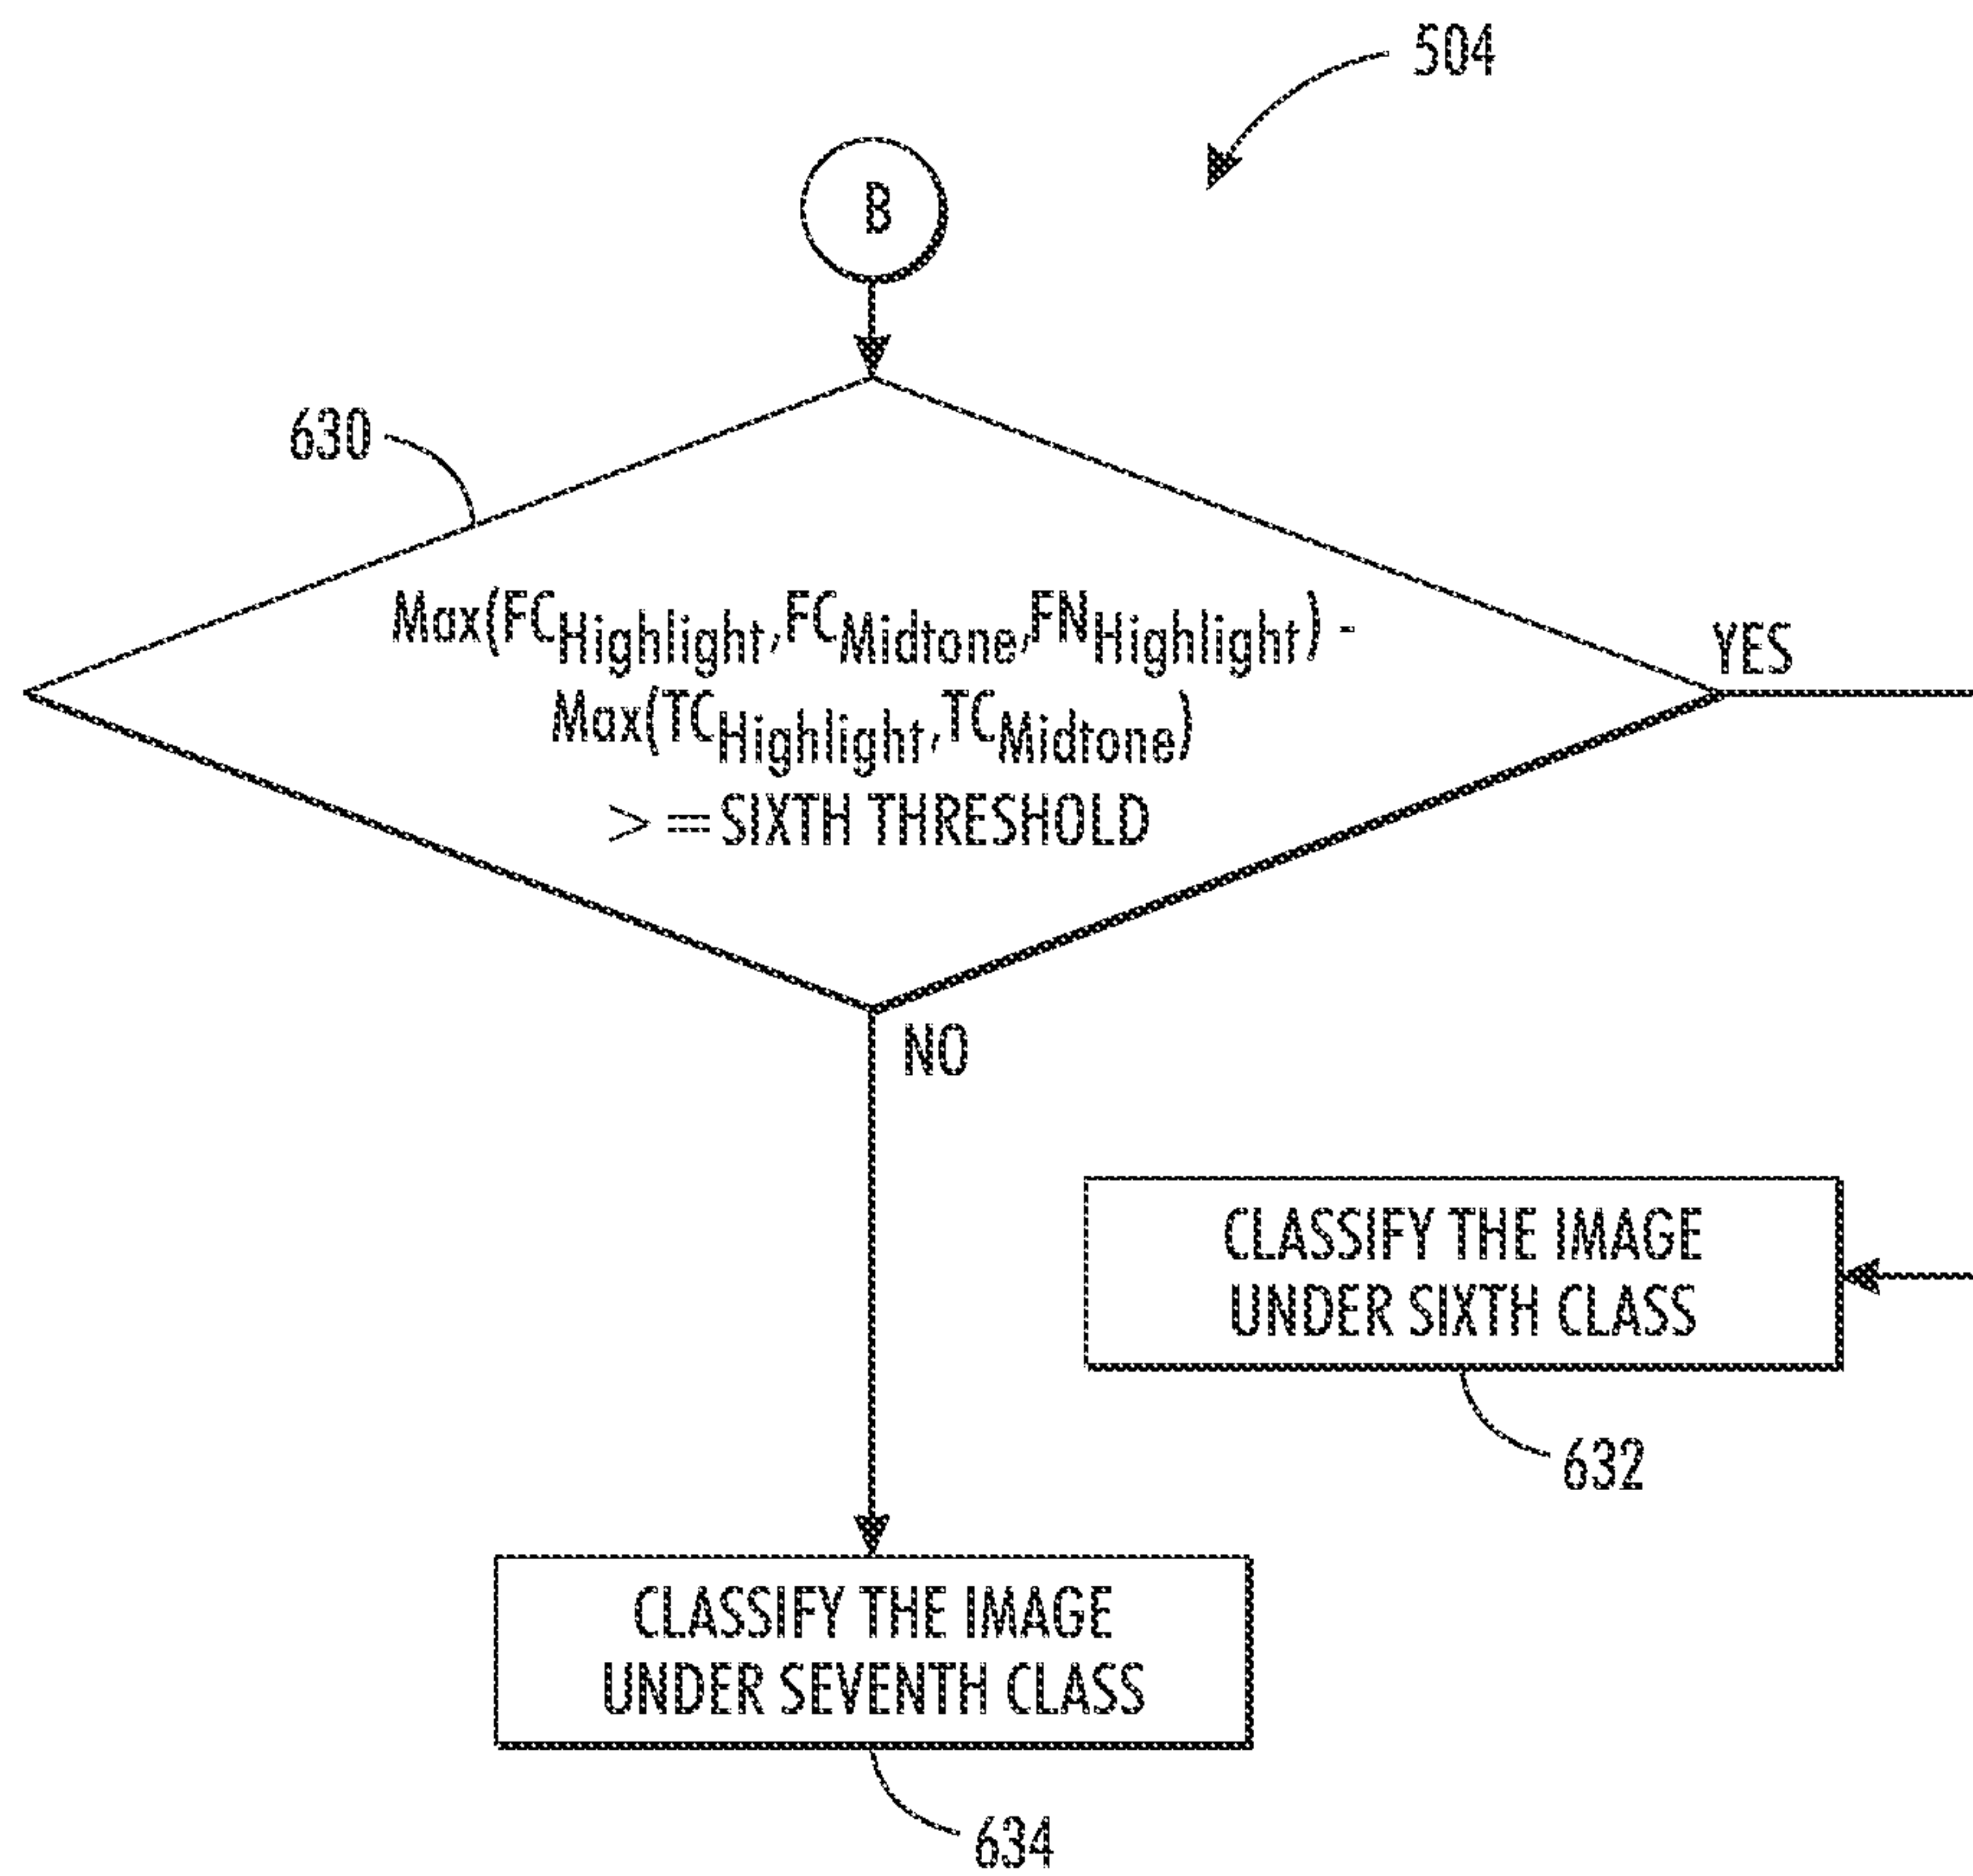 504
B
630
Max(FCHighlight,FCMidtone,FNHighlight) -
Max(TCHighlight,TCMidtone)
>=SIXTH THRESHOLD
YES
NO
CLASSIFY THE IMAGE
UNDER SIXTH CLASS
632
CLASSIFY THE IMAGE
UNDER SEVENTH CLASS
634